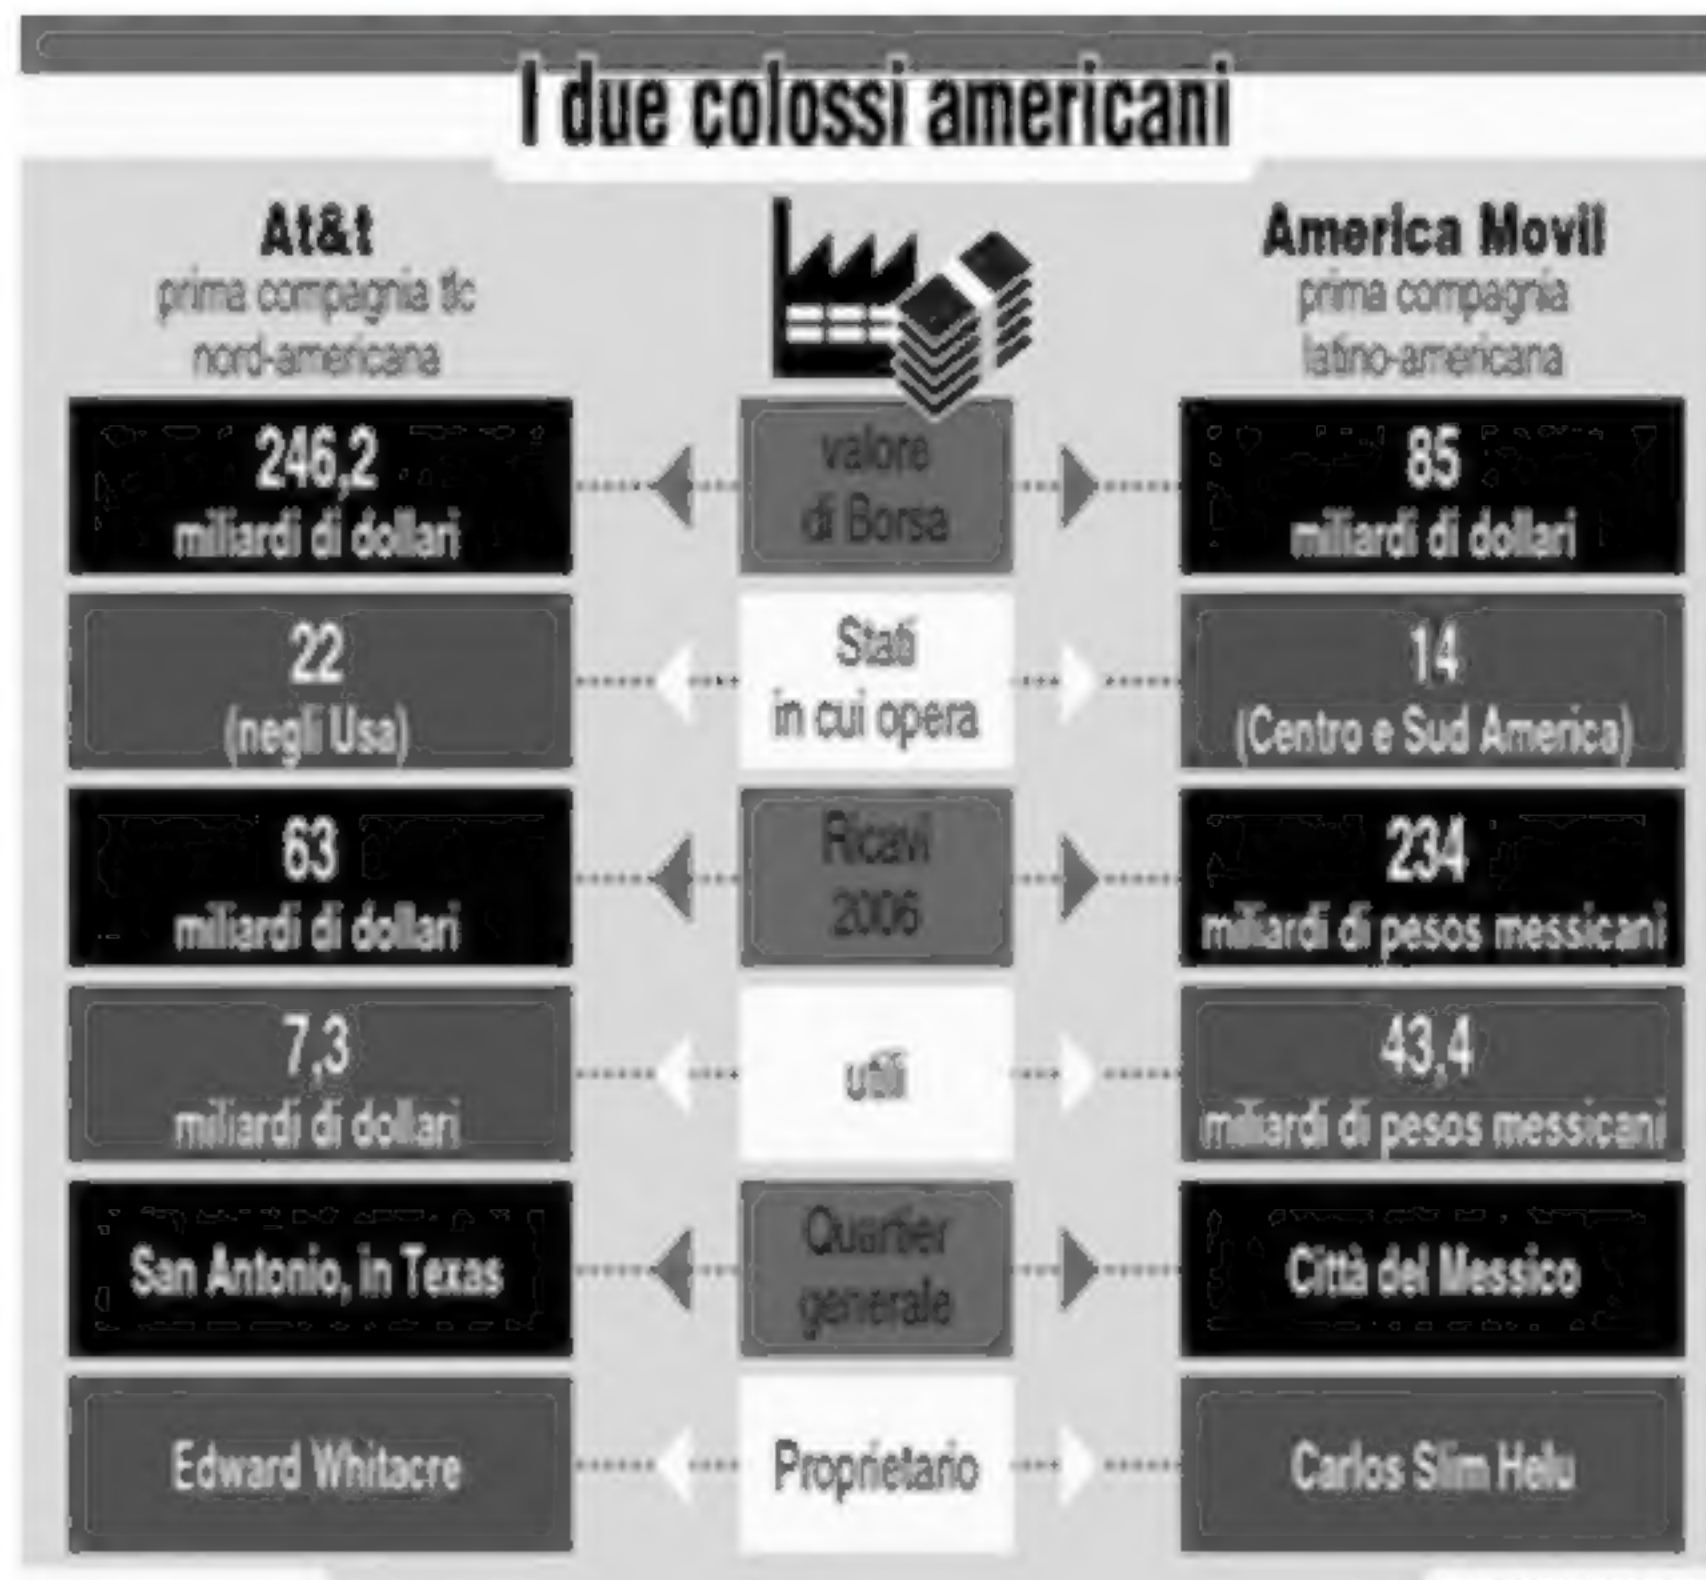 I due colossi americani
At&t
prima compagnia tlc
nord-americana
America Movil
prima compagnia
latino-americana
246,2
miliardi di dollari
valore
di Borsa
85
miliardi di dollari
22
(negli Usa)
Stati
in cui opera
14
(Centro e Sud America)
63
miliardi di dollari
Ricavi
2006
234
miliardi di pesos messicani
7,3
miliardi di dollari
utili
43,4
miliardi di pesos messicani
San Antonio, in Texas
Quartier
generale
Città del Messico
Edward Whitacre
Proprietario
Carlos Slim Helu